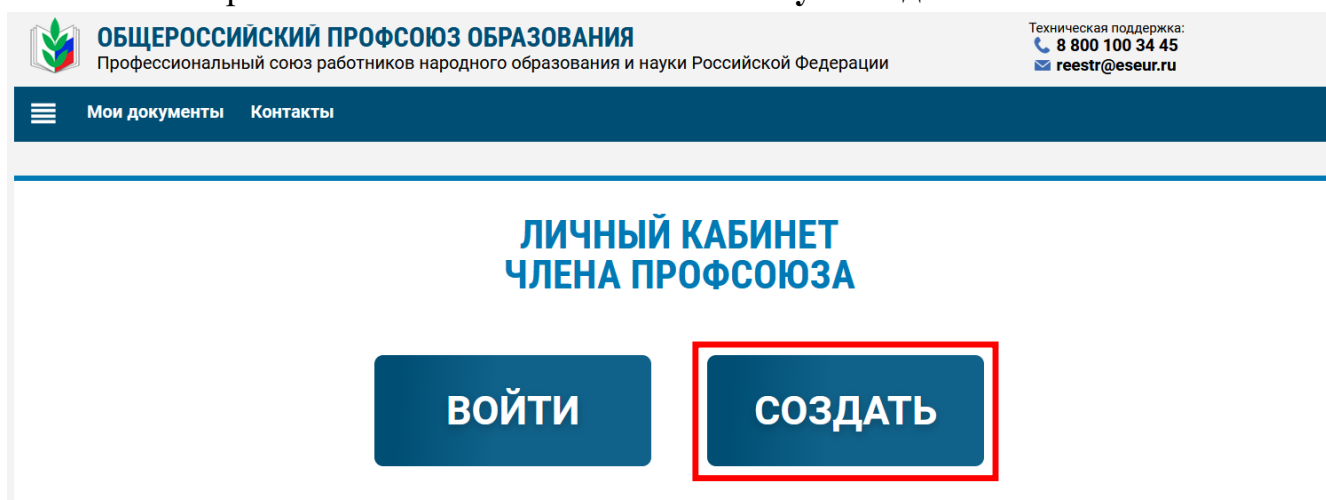 ОБЩЕРОССИЙСКИЙ ПРОФСОЮЗ ОБРАЗОВАНИЯ
Профессиональный союз работников народного образования и науки Российской Федерации
Техническая поддержка:
8 800 100 34 45
reestr@eseur.ru
Мои документы Контакты
ЛИЧНЫЙ КАБИНЕТ
ЧЛЕНА ПРОФСОЮЗА
ВОЙТИ СОЗДАТЬ